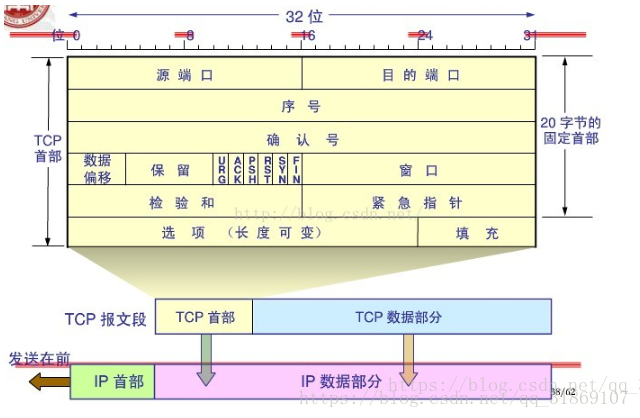 32 位
位 0 8 16 24 31
源 端 口 目 的 端 口
序 号
确 认 号
TCP 首部
20 字节的固定首部
数据偏移 保 留 URG ACK PSH RST SYN FIN 窗 口
检 验 和 紧 急 指 针
http://blog.csdn.net/
选 项 (长 度 可 变) 填 充
TCP 报文段 TCP 首部 TCP 数据部分
发送在前
IP 首部 IP 数据部分
https://blog.csdn.net/qq_
https://blog.csdn.net/qq_61869107